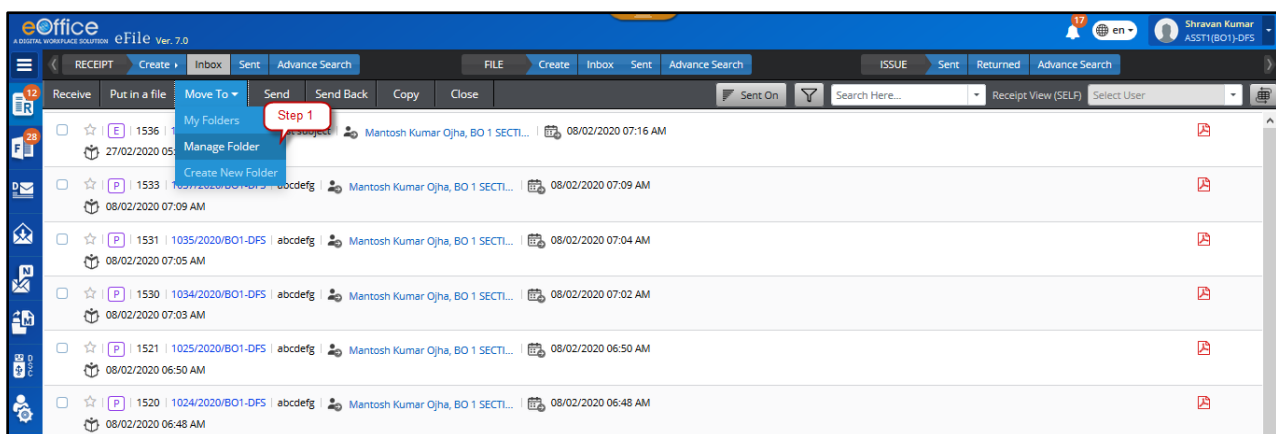 eOffice
A DIGITAL WORKPLACE SOLUTION eFile Ver. 7.0
17 en Shravan Kumar
ASST1(BO1)-DFS
RECEIPT Create Inbox Sent Advance Search FILE Create Inbox Sent Advance Search ISSUE Sent Returned Advance Search
12 R Receive Put in a file Move To Send Send Back Copy Close Sent On Search Here... Receipt View (SELF) Select User
My Folders
Step 1
E 1536 subject Mantosh Kumar Ojha, BO 1 SECTI... 08/02/2020 07:16 AM
28 F
27/02/2020 05: Manage Folder
Create New Folder
P 1533 1037/2020/BO1-DFS abcdefg Mantosh Kumar Ojha, BO 1 SECTI... 08/02/2020 07:09 AM
D 08/02/2020 07:09 AM
P 1531 1035/2020/BO1-DFS abcdefg Mantosh Kumar Ojha, BO 1 SECTI... 08/02/2020 07:04 AM
08/02/2020 07:05 AM
N
P 1530 1034/2020/BO1-DFS abcdefg Mantosh Kumar Ojha, BO 1 SECTI... 08/02/2020 07:02 AM
M 08/02/2020 07:03 AM
P 1521 1025/2020/BO1-DFS abcdefg Mantosh Kumar Ojha, BO 1 SECTI... 08/02/2020 06:50 AM
DSC 08/02/2020 06:50 AM
P 1520 1024/2020/BO1-DFS abcdefg Mantosh Kumar Ojha, BO 1 SECTI... 08/02/2020 06:48 AM
08/02/2020 06:48 AM